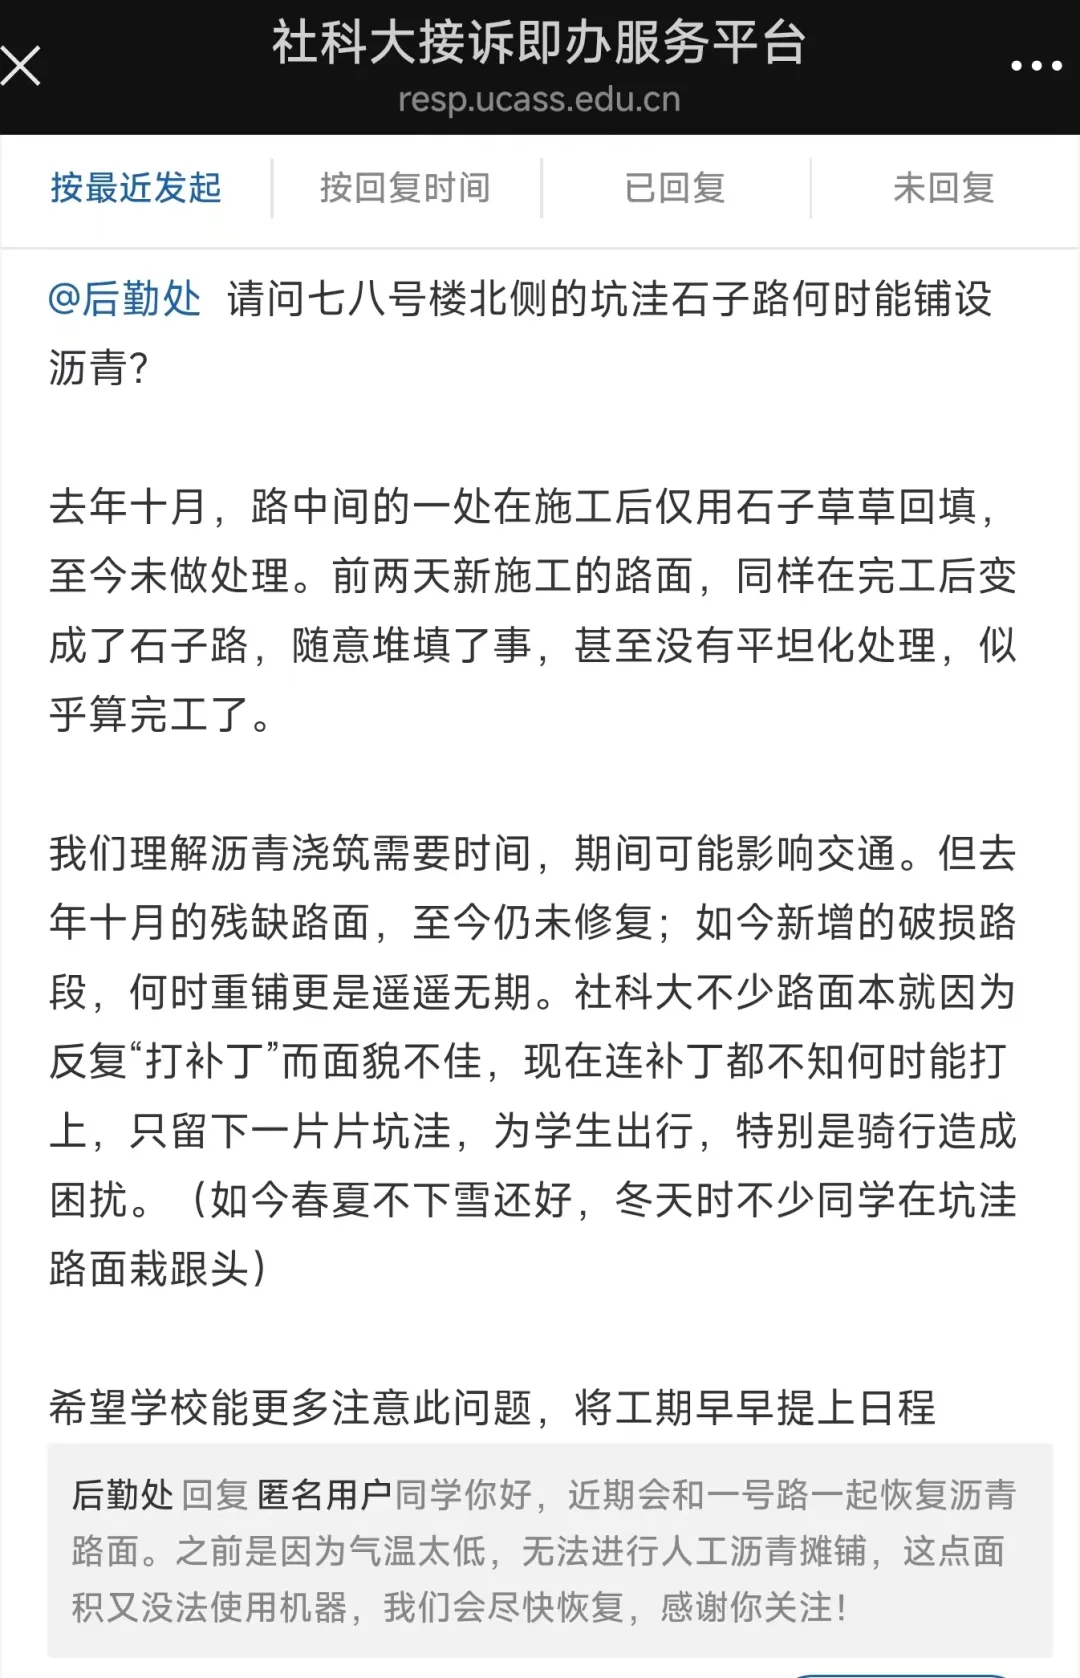 社科大接诉即办服务平台
resp.ucass.edu.cn
按最近发起
按回复时间
已回复
未回复
@后勤处 请问七八号楼北侧的坑洼石子路何时能铺设
沥青?
去年十月，路中间的一处在施工后仅用石子草草回填，
至今未做处理。前两天新施工的路面，同样在完工后变
成了石子路，随意堆填了事，甚至没有平坦化处理，似
乎算完工了。
我们理解沥青浇筑需要时间，期间可能影响交通。但去
年十月的残缺路面，至今仍未修复；如今新增的破损路
段，何时重铺更是遥遥无期。社科大不少路面本就因为
反复“打补丁”而面貌不佳，现在连补丁都不知何时能打
上，只留下一片片坑洼，为学生出行，特别是骑行造成
困扰。（如今春夏不下雪还好，冬天时不少同学在坑洼
路面栽跟头）
希望学校能更多注意此问题，将工期早早提上日程
后勤处 回复 匿名用户同学你好，近期会和一号路一起恢复沥青
路面。之前是因为气温太低，无法进行人工沥青摊铺，这点面
积又没法使用机器，我们会尽快恢复，感谢你关注！